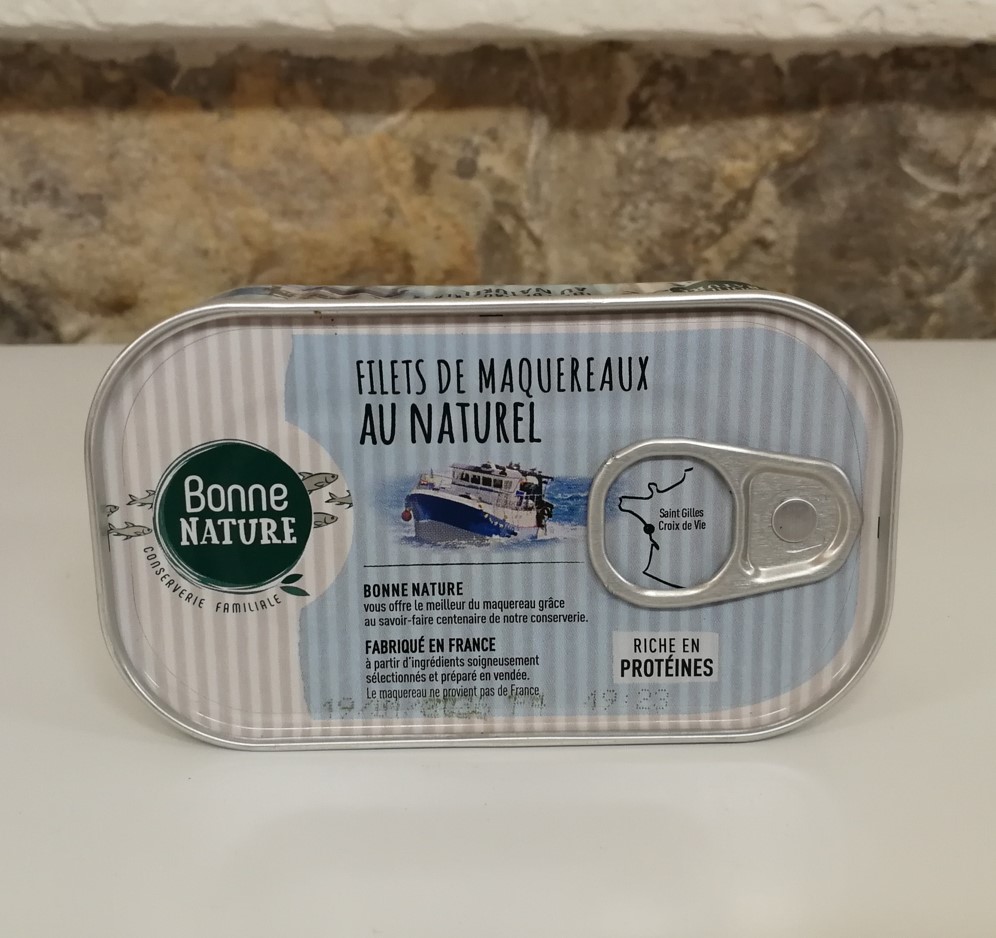 FILETS DE MAQUEREAUX
AU NATUREL
Bonne
NATURE
CONSERVERIE FAMILIALE
Saint Gilles
Croix de Vie
BONNE NATURE
vous offre le meilleur du maquereau grâce
au savoir-faire centenaire de notre conserverie.
FABRIQUÉ EN FRANCE
à partir d'ingrédients soigneusement
sélectionnés et préparé en vendée.
Le maquereau ne provient pas de France
RICHE EN
PROTÉINES
19:23